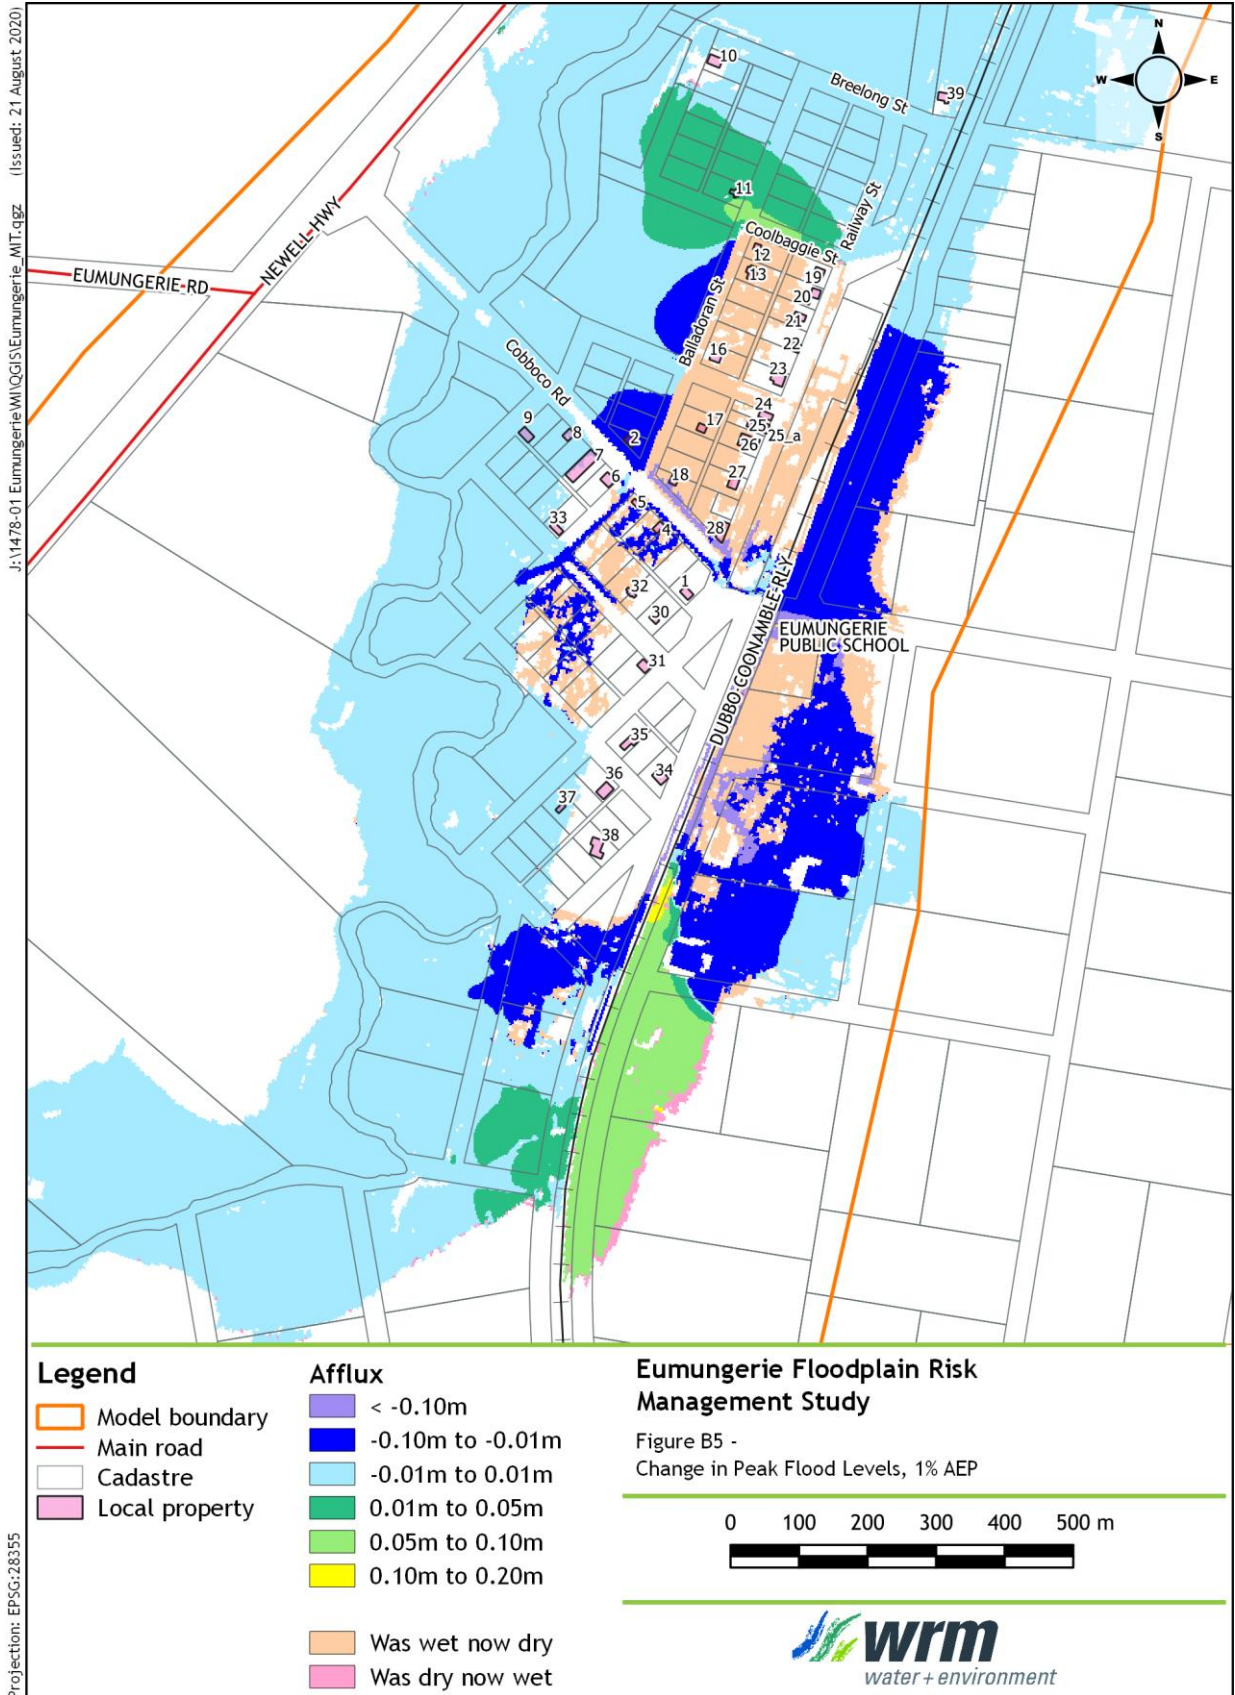 J:\1478-01 Eumungerie\MI\QGIS\Eumungerie_MIT.qgz (Issued: 21 August 2020)
Projection: EPSG:28355
N
W
E
S
10
Breelong St
39
11
Railway St
Coolbaggie St
NEWELL-HWY
EUMUNGERIE-RD
12
13
19
20
21
22
23
Balladoran St
16
Cobboco Rd
24
25
25_a
26
17
9
8
2
7
6
18
27
5
4
28
33
32
1
30
DUBBO-COONAMBLE-RLY
EUMUNGERIE
PUBLIC SCHOOL
31
35
34
36
37
38
Legend
Model boundary
Main road
Cadastre
Local property
Afflux
< -0.10m
-0.10m to -0.01m
-0.01m to 0.01m
0.01m to 0.05m
0.05m to 0.10m
0.10m to 0.20m
Was wet now dry
Was dry now wet
Eumungerie Floodplain Risk
Management Study
Figure B5 -
Change in Peak Flood Levels, 1% AEP
0 100 200 300 400 500 m
wrm
water + environment